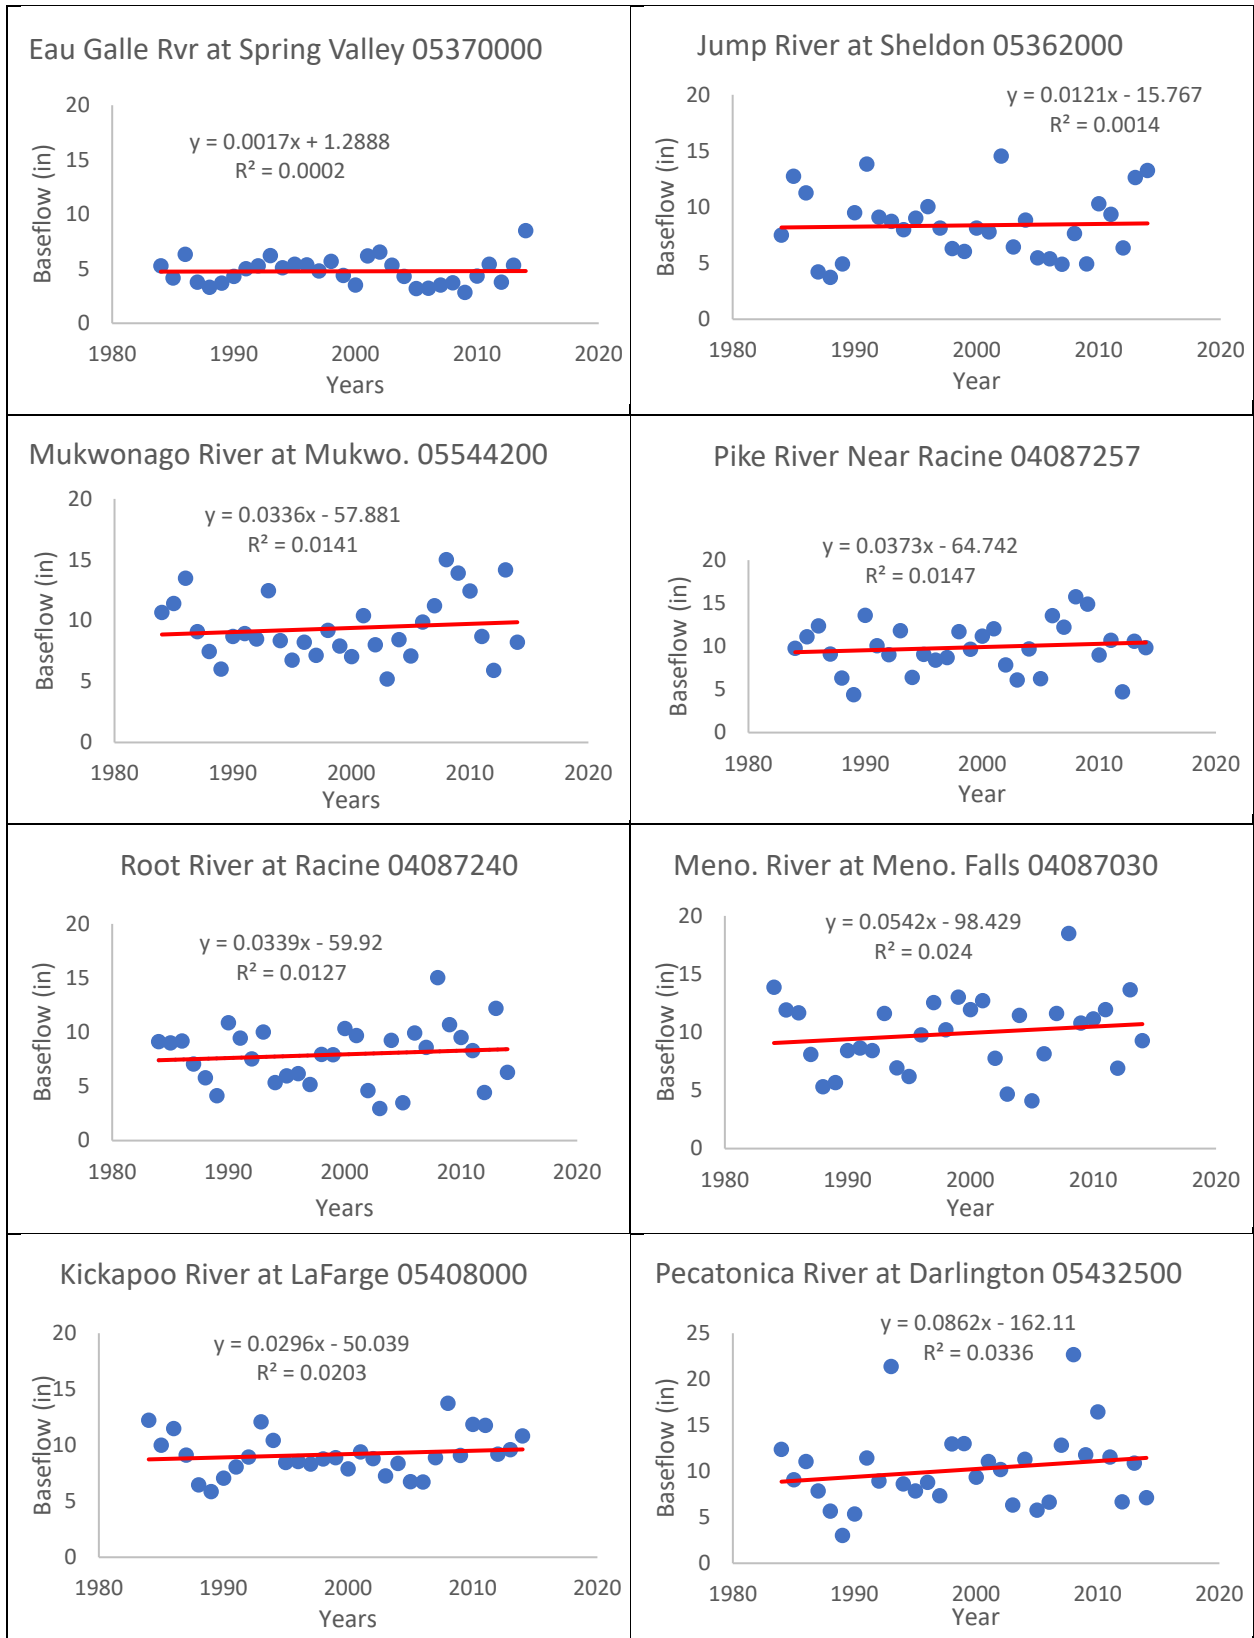 Eau Galle Rvr at Spring Valley 05370000
y = 0.0017x + 1.2888
R² = 0.0002
Baseflow (in)
20
15
10
5
0
1980 1990 2000 2010 2020
Years
Jump River at Sheldon 05362000
y = 0.0121x - 15.767
R² = 0.0014
Baseflow (in)
20
15
10
5
0
1980 1990 2000 2010 2020
Year
Mukwonago River at Mukwo. 05544200
y = 0.0336x - 57.881
R² = 0.0141
Baseflow (in)
20
15
10
5
0
1980 1990 2000 2010 2020
Years
Pike River Near Racine 04087257
y = 0.0373x - 64.742
R² = 0.0147
Baseflow (in)
20
15
10
5
0
1980 1990 2000 2010 2020
Year
Root River at Racine 04087240
y = 0.0339x - 59.92
R² = 0.0127
Baseflow (in)
20
15
10
5
0
1980 1990 2000 2010 2020
Years
Meno. River at Meno. Falls 04087030
y = 0.0542x - 98.429
R² = 0.024
Baseflow (in)
20
15
10
5
0
1980 1990 2000 2010 2020
Year
Kickapoo River at LaFarge 05408000
y = 0.0296x - 50.039
R² = 0.0203
Baseflow (in)
20
15
10
5
0
1980 1990 2000 2010 2020
Years
Pecatonica River at Darlington 05432500
y = 0.0862x - 162.11
R² = 0.0336
Baseflow (in)
25
20
15
10
5
0
1980 1990 2000 2010 2020
Year